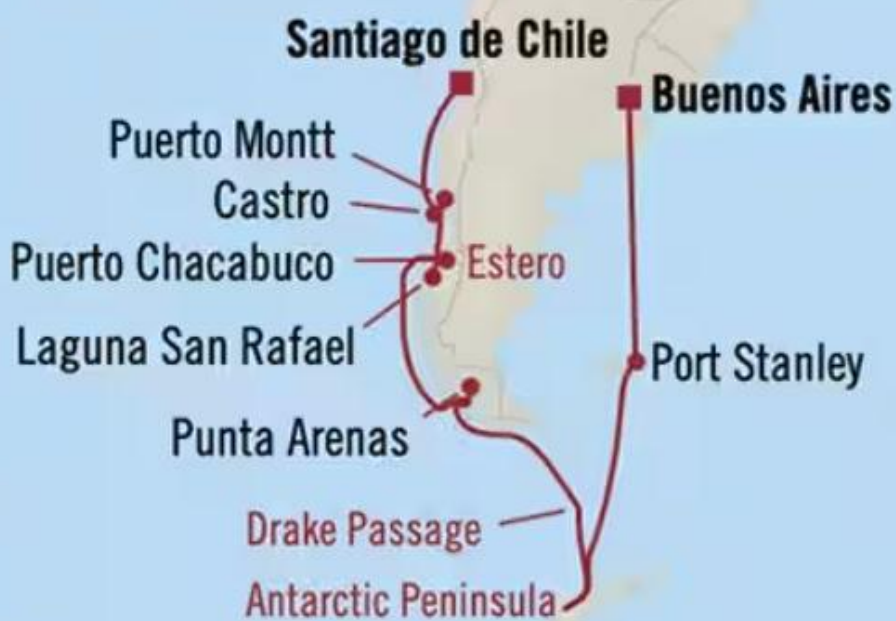 Santiago de Chile
Buenos Aires
Puerto Montt
Castro
Puerto Chacabuco
Estero
Laguna San Rafael
Port Stanley
Punta Arenas
Drake Passage
Antarctic Peninsula